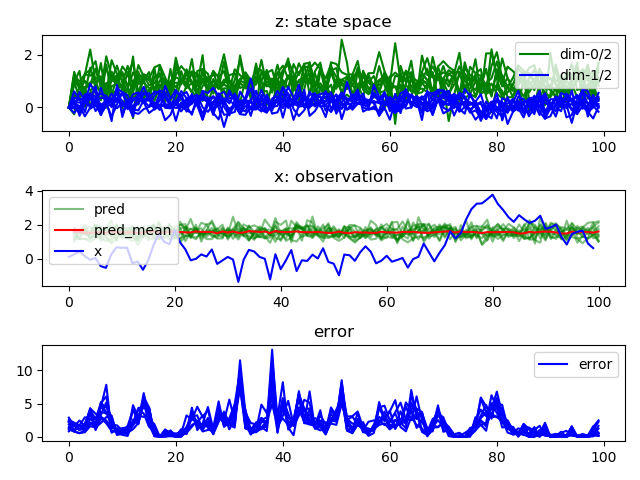 z: state space
2
0
dim-0/2
dim-1/2
0 20 40 60 80 100
x: observation
4
2
0
pred
pred_mean
x
0 20 40 60 80 100
error
10
5
0
error
0 20 40 60 80 100